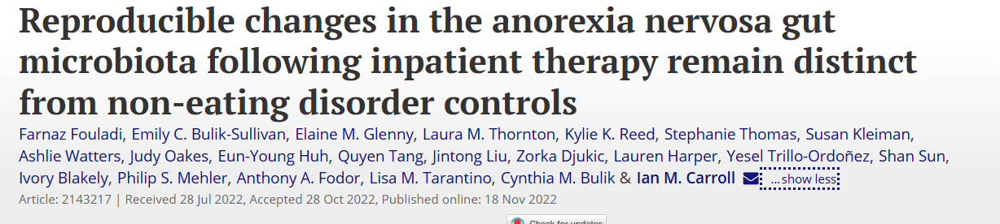 Reproducible changes in the anorexia nervosa gut
microbiota following inpatient therapy remain distinct
from non-eating disorder controls
Farnaz Fouladi, Emily C. Bulik-Sullivan, Elaine M. Glenny, Laura M. Thornton, Kylie K. Reed, Stephanie Thomas, Susan Kleiman,
Ashlie Watters, Judy Oakes, Eun-Young Huh, Quyen Tang, Jintong Liu, Zorka Djukic, Lauren Harper, Yesel Trillo-Ordoñez, Shan Sun,
Ivory Blakely, Philip S. Mehler, Anthony A. Fodor, Lisa M. Tarantino, Cynthia M. Bulik & Ian M. Carroll ...show less
Article: 2143217 | Received 28 Jul 2022, Accepted 28 Oct 2022, Published online: 18 Nov 2022
Check for updates